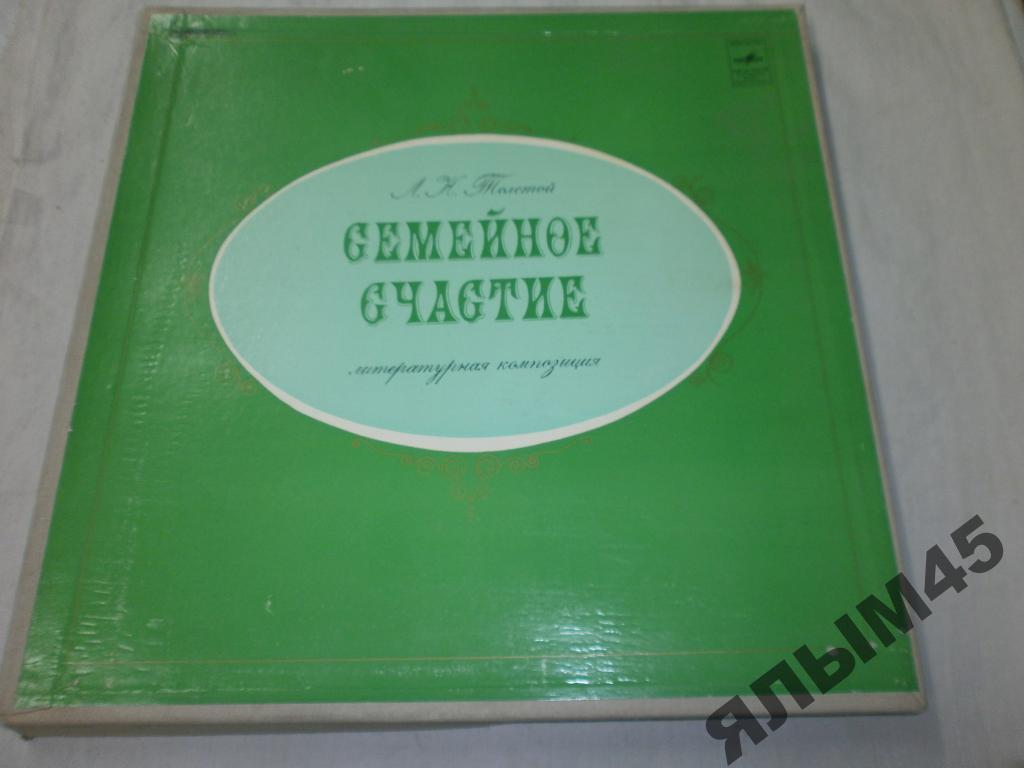 Л. Н. Толстой
СЕМЕЙНОЕ
СЧАСТИЕ
литературная композиция
ЯЛЫМ45